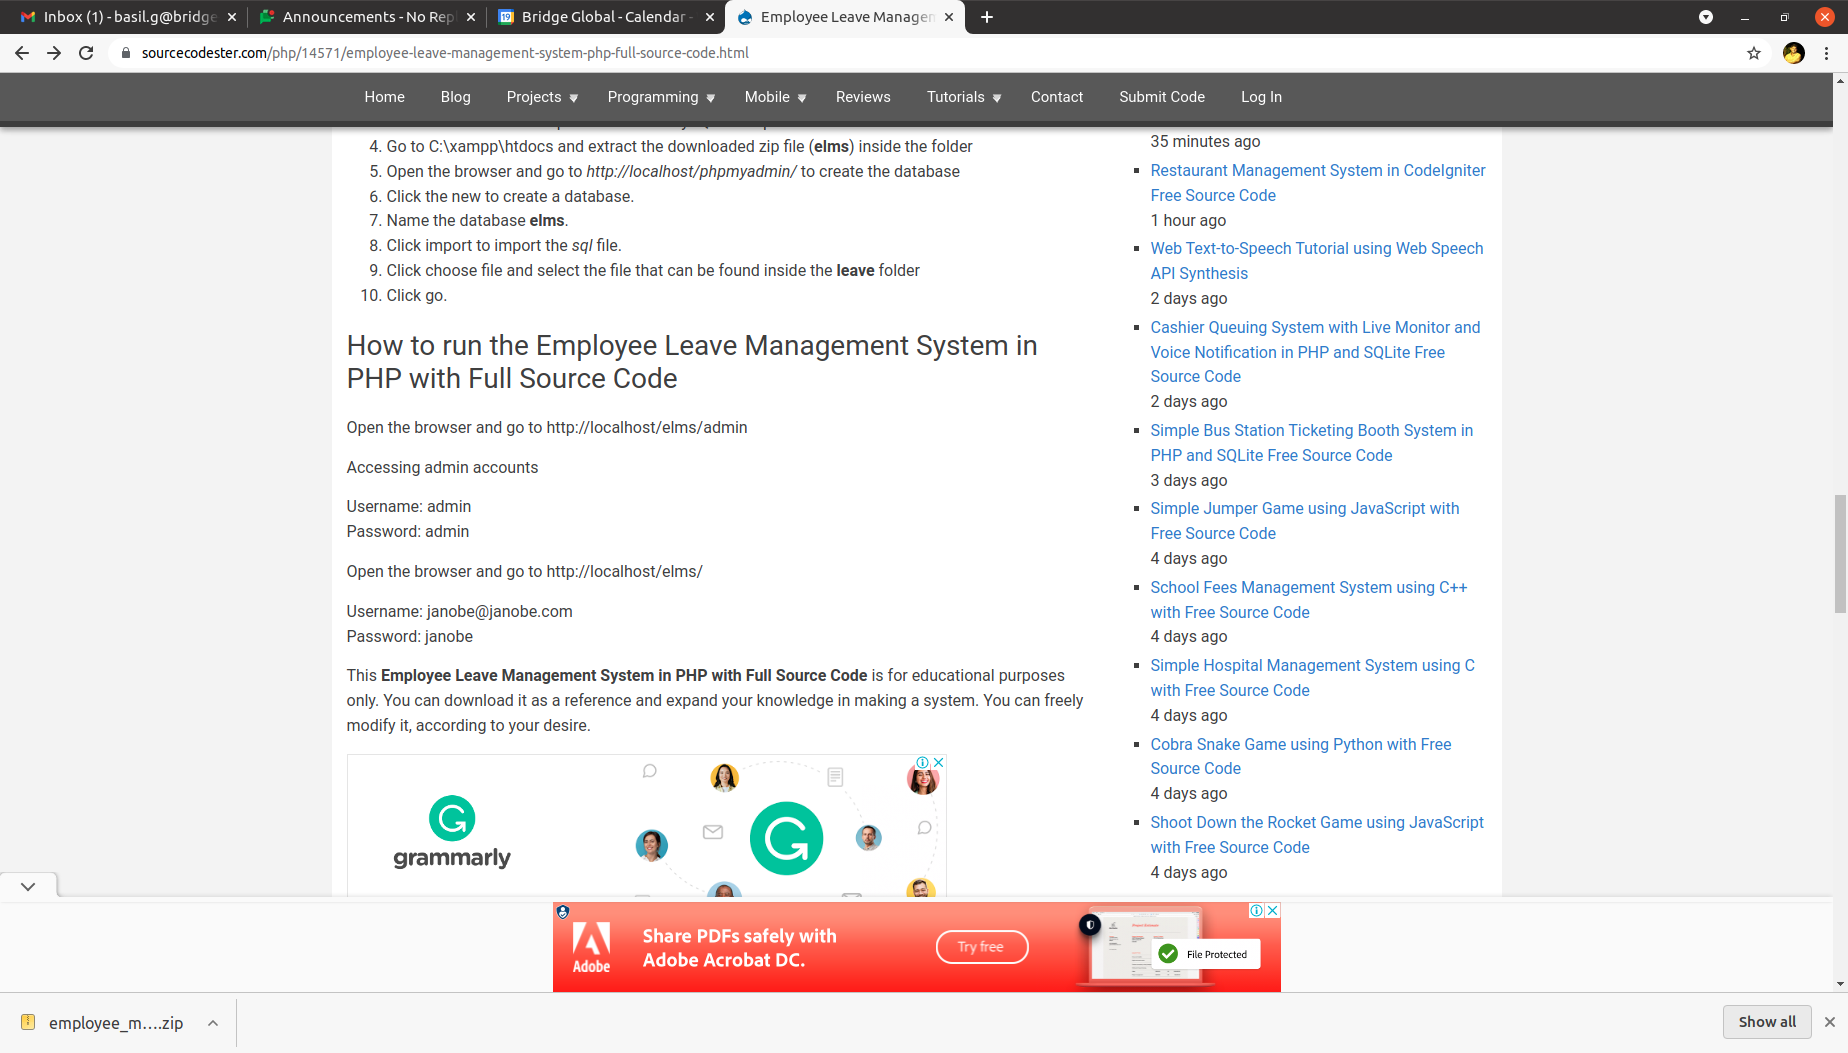 Inbox (1) - basil.g@bridge
Announcements - No Rep
Bridge Global - Calendar -
Employee Leave Managem
sourcecodester.com/php/14571/employee-leave-management-system-php-full-source-code.html
Home Blog Projects Programming Mobile Reviews Tutorials Contact Submit Code Log In
4. Go to C:\xampp\htdocs and extract the downloaded zip file (elms) inside the folder
5. Open the browser and go to http://localhost/phpmyadmin/ to create the database
6. Click the new to create a database.
7. Name the database elms.
8. Click import to import the sql file.
9. Click choose file and select the file that can be found inside the leave folder
10. Click go.
How to run the Employee Leave Management System in
PHP with Full Source Code
Open the browser and go to http://localhost/elms/admin
Accessing admin accounts
Username: admin
Password: admin
Open the browser and go to http://localhost/elms/
Username: janobe@janobe.com
Password: janobe
This Employee Leave Management System in PHP with Full Source Code is for educational purposes
only. You can download it as a reference and expand your knowledge in making a system. You can freely
modify it, according to your desire.
grammarly
35 minutes ago
Restaurant Management System in CodeIgniter
Free Source Code
1 hour ago
Web Text-to-Speech Tutorial using Web Speech
API Synthesis
2 days ago
Cashier Queuing System with Live Monitor and
Voice Notification in PHP and SQLite Free
Source Code
2 days ago
Simple Bus Station Ticketing Booth System in
PHP and SQLite Free Source Code
3 days ago
Simple Jumper Game using JavaScript with
Free Source Code
4 days ago
School Fees Management System using C++
with Free Source Code
4 days ago
Simple Hospital Management System using C
with Free Source Code
4 days ago
Cobra Snake Game using Python with Free
Source Code
4 days ago
Shoot Down the Rocket Game using JavaScript
with Free Source Code
4 days ago
Adobe
Share PDFs safely with
Adobe Acrobat DC.
Try free
File Protected
employee_m....zip
Show all